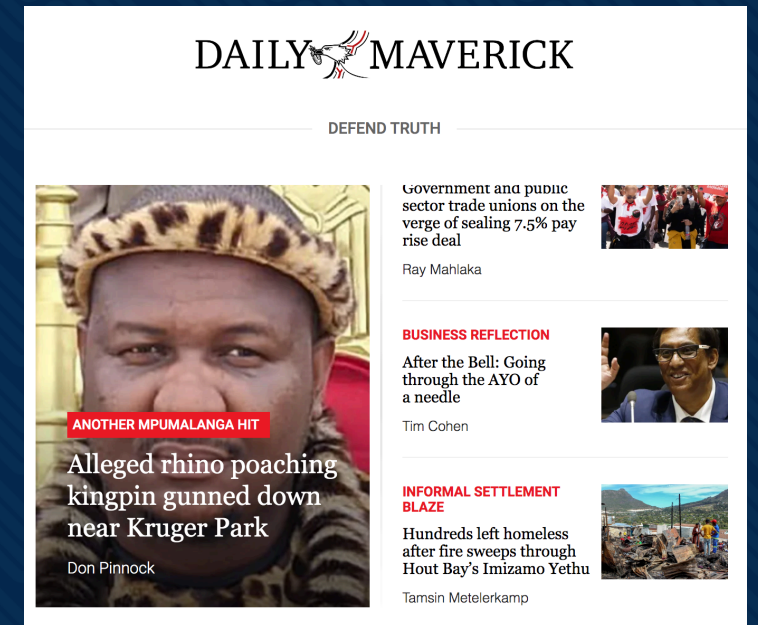 DAILY MAVERICK
DEFEND TRUTH
ANOTHER MPUMALANGA HIT
Alleged rhino poaching
kingpin gunned down
near Kruger Park
Don Pinnock
Government and public
sector trade unions on the
verge of sealing 7.5% pay
rise deal
Ray Mahlaka
BUSINESS REFLECTION
After the Bell: Going
through the AYO of
a needle
Tim Cohen
INFORMAL SETTLEMENT
BLAZE
Hundreds left homeless
after fire sweeps through
Hout Bay’s Imizamo Yethu
Tamsin Metelerkamp